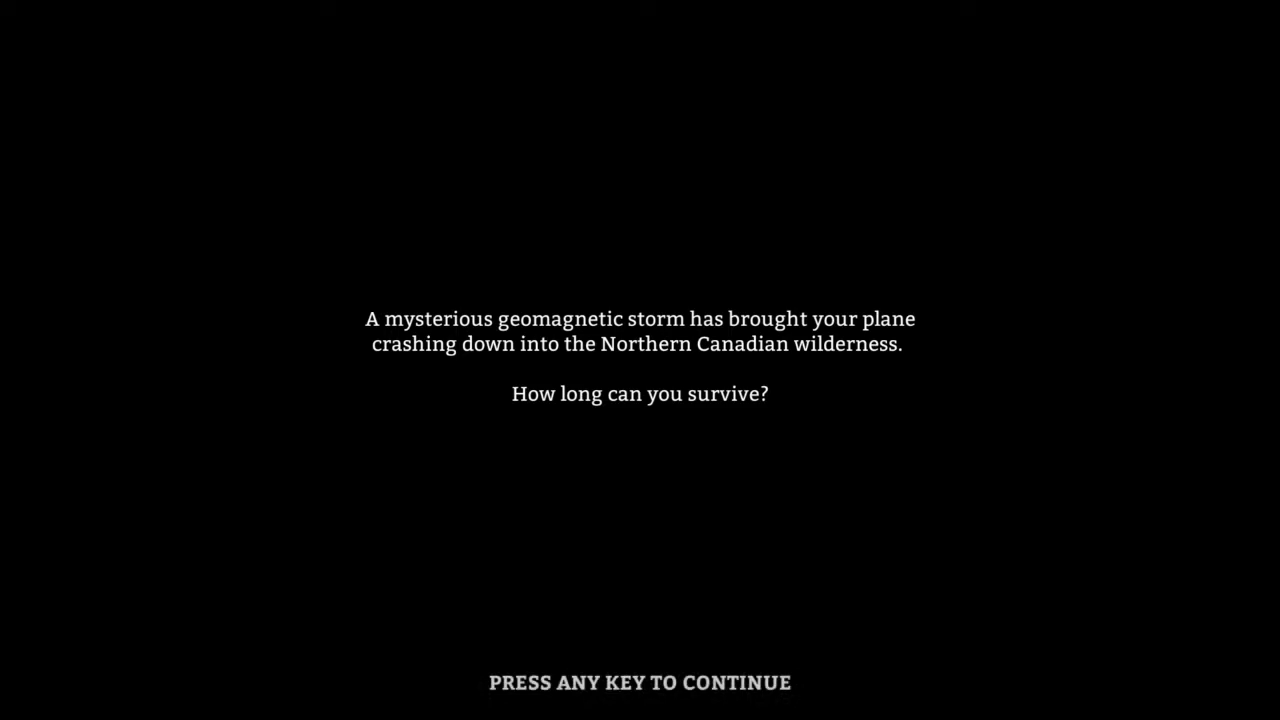 A mysterious geomagnetic storm has brought your plane
crashing down into the Northern Canadian wilderness.
How long can you survive?
PRESS ANY KEY TO CONTINUE